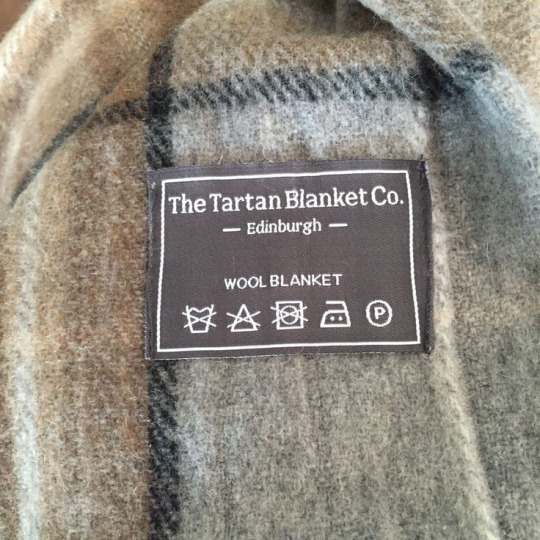 The Tartan Blanket Co.
— Edinburgh —
WOOL BLANKET
P